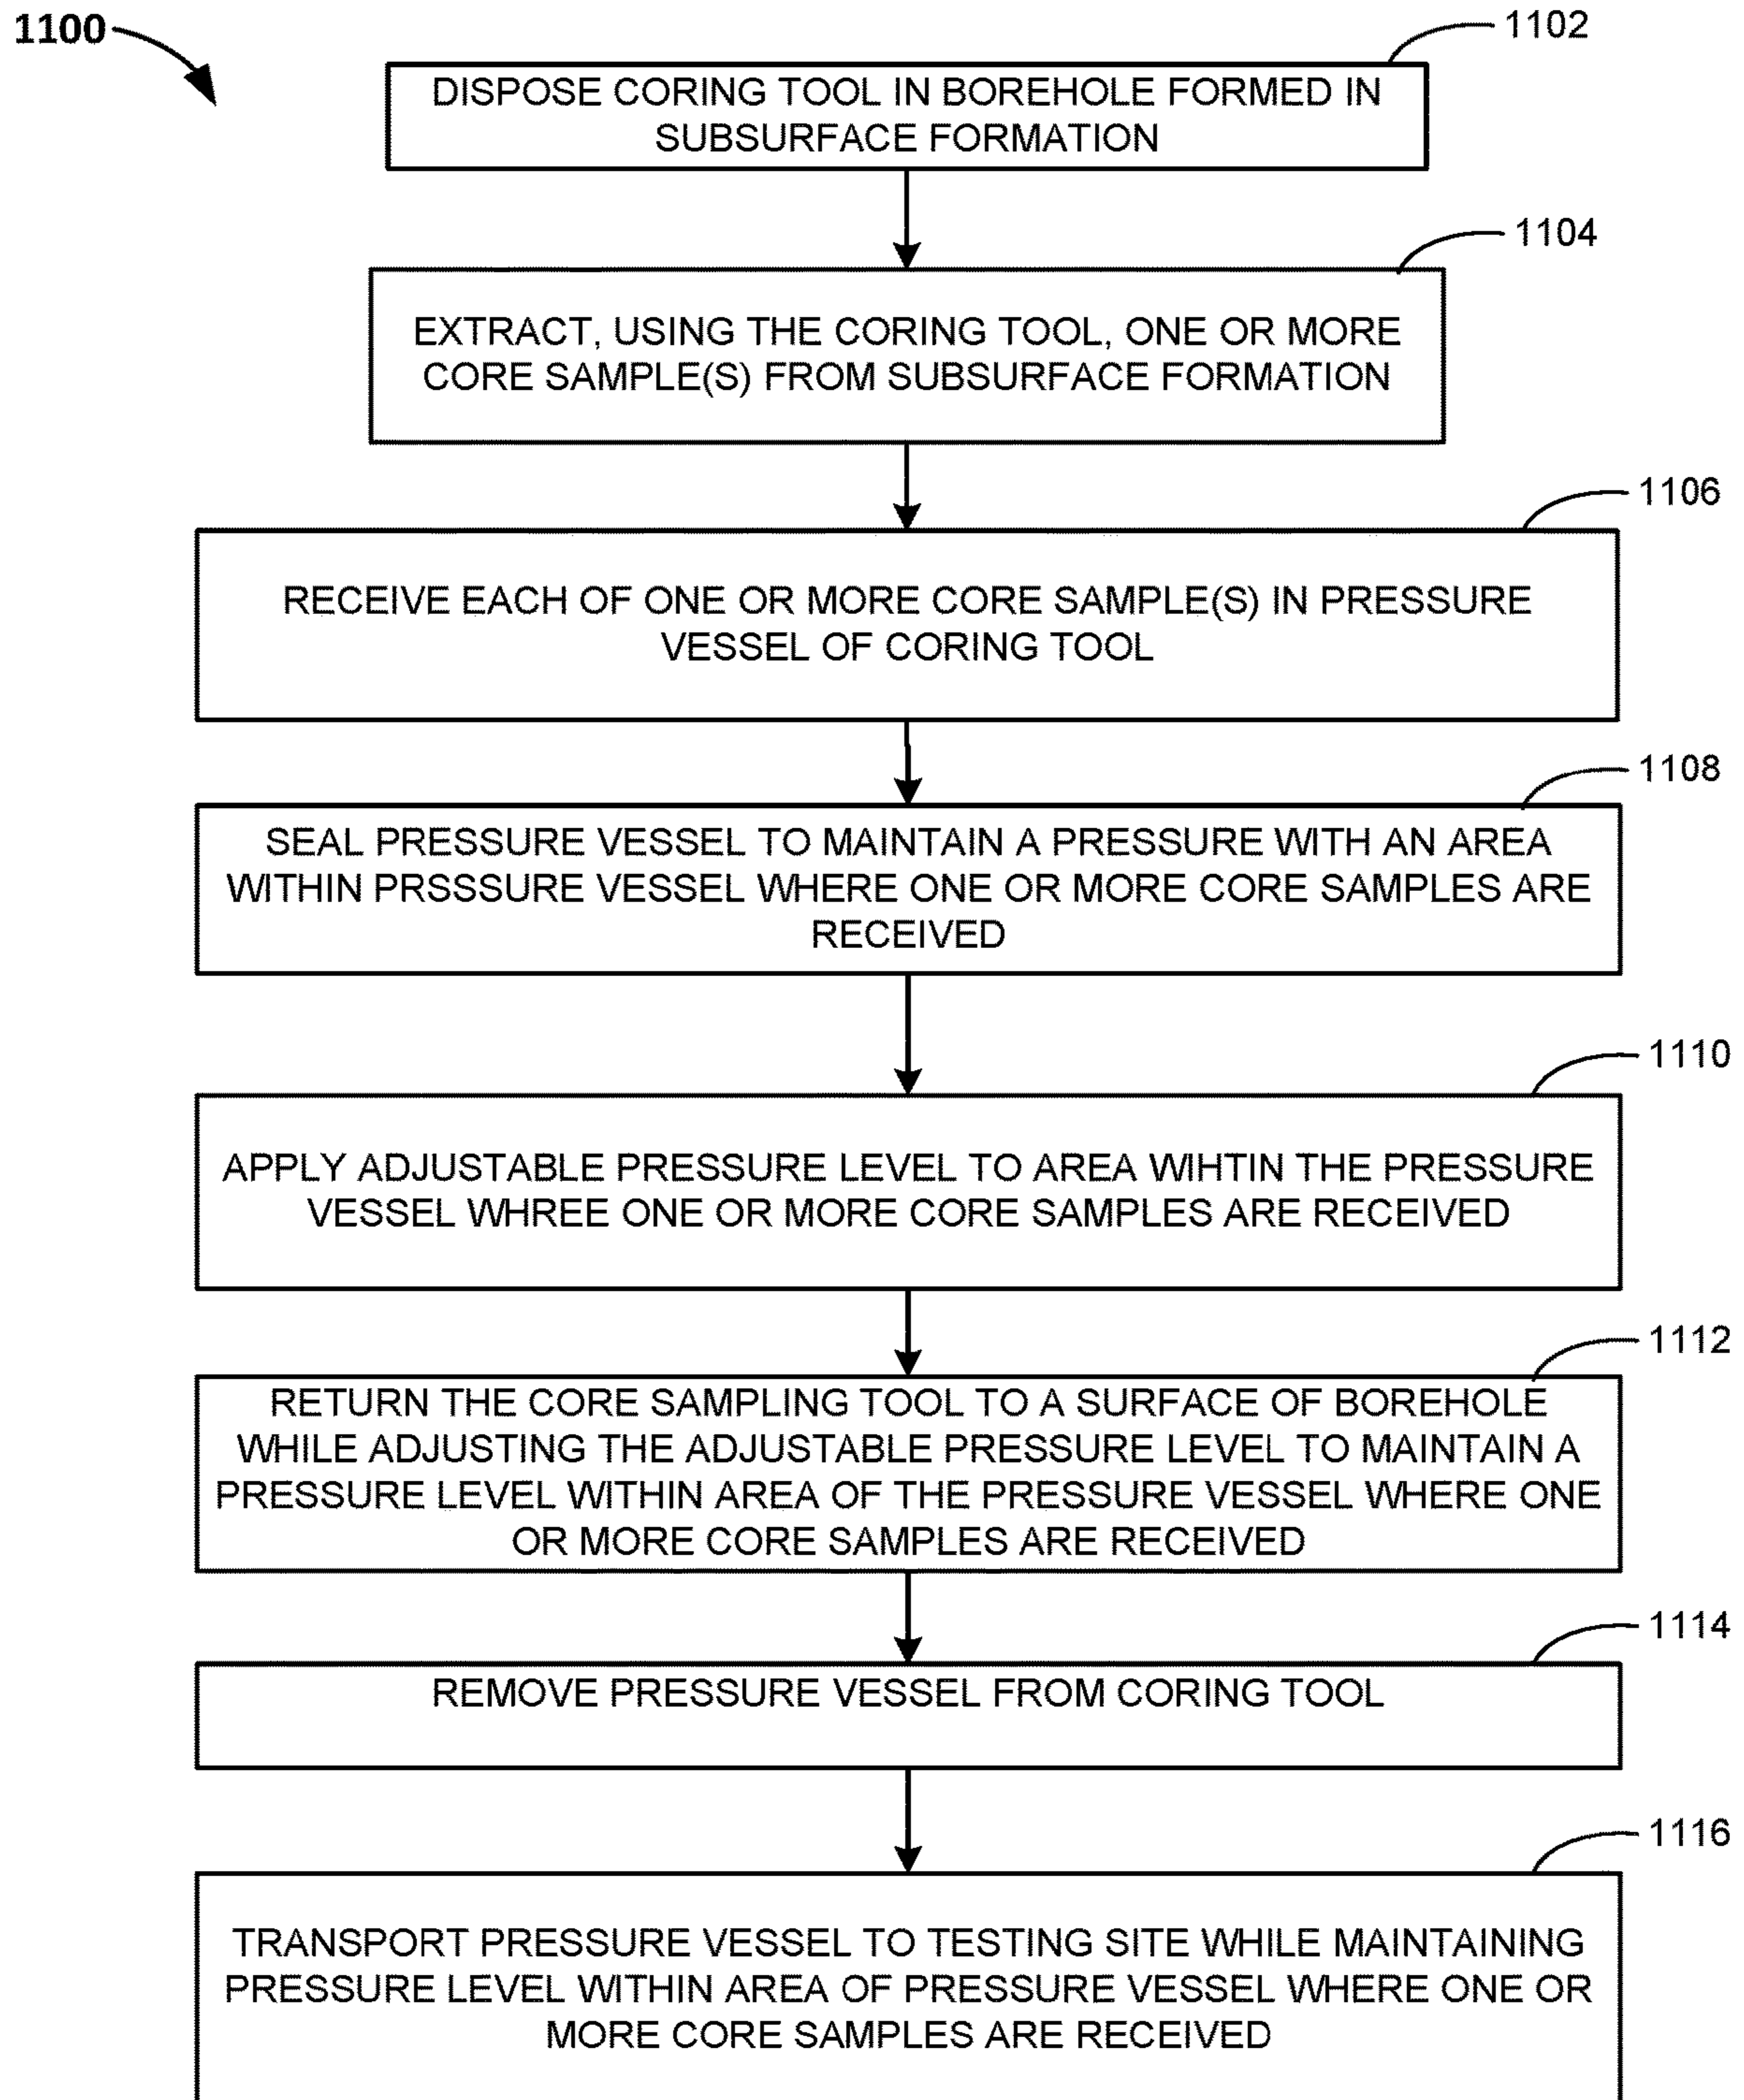 1100
1102
DISPOSE CORING TOOL IN BOREHOLE FORMED IN
SUBSURFACE FORMATION
1104
EXTRACT, USING THE CORING TOOL, ONE OR MORE
CORE SAMPLE(S) FROM SUBSURFACE FORMATION
1106
RECEIVE EACH OF ONE OR MORE CORE SAMPLE(S) IN PRESSURE
VESSEL OF CORING TOOL
1108
SEAL PRESSURE VESSEL TO MAINTAIN A PRESSURE WITH AN AREA
WITHIN PRSSSURE VESSEL WHERE ONE OR MORE CORE SAMPLES ARE
RECEIVED
1110
APPLY ADJUSTABLE PRESSURE LEVEL TO AREA WIHTIN THE PRESSURE
VESSEL WHREE ONE OR MORE CORE SAMPLES ARE RECEIVED
1112
RETURN THE CORE SAMPLING TOOL TO A SURFACE OF BOREHOLE
WHILE ADJUSTING THE ADJUSTABLE PRESSURE LEVEL TO MAINTAIN A
PRESSURE LEVEL WITHIN AREA OF THE PRESSURE VESSEL WHERE ONE
OR MORE CORE SAMPLES ARE RECEIVED
1114
REMOVE PRESSURE VESSEL FROM CORING TOOL
1116
TRANSPORT PRESSURE VESSEL TO TESTING SITE WHILE MAINTAINING
PRESSURE LEVEL WITHIN AREA OF PRESSURE VESSEL WHERE ONE OR
MORE CORE SAMPLES ARE RECEIVED